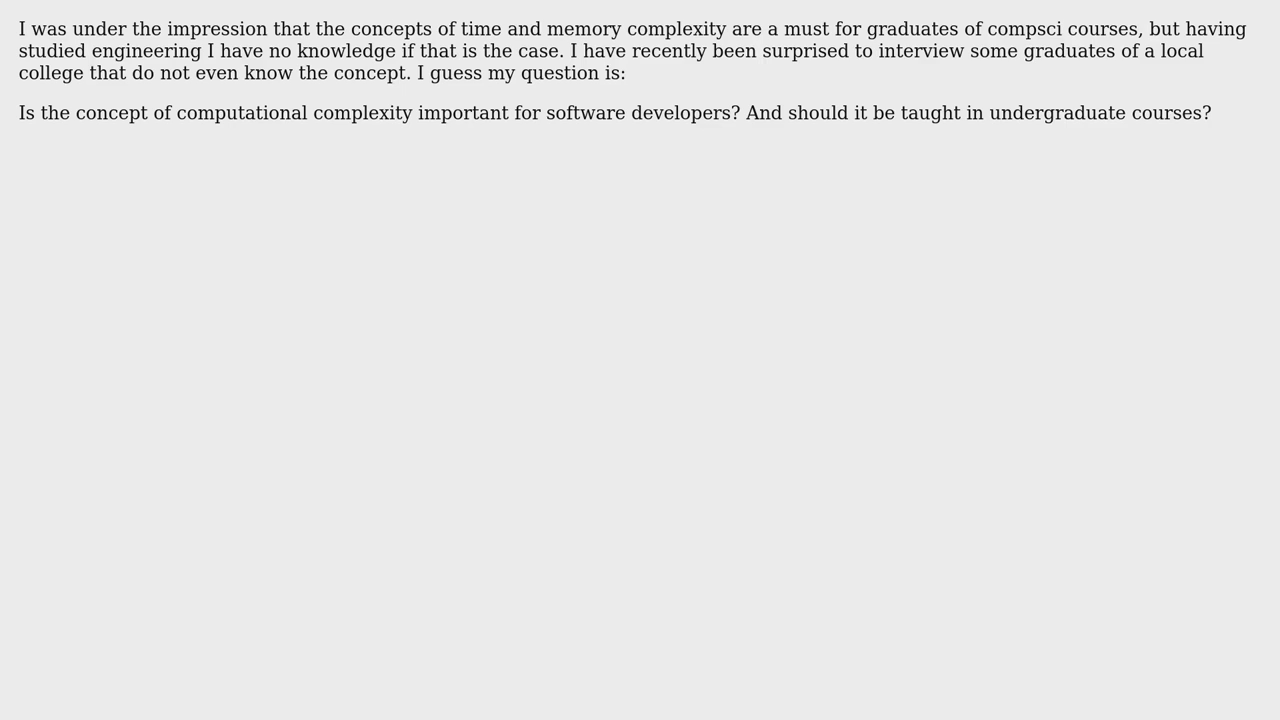 I was under the impression that the concepts of time and memory complexity are a must for graduates of compsci courses, but having
studied engineering I have no knowledge if that is the case. I have recently been surprised to interview some graduates of a local
college that do not even know the concept. I guess my question is:
Is the concept of computational complexity important for software developers? And should it be taught in undergraduate courses?